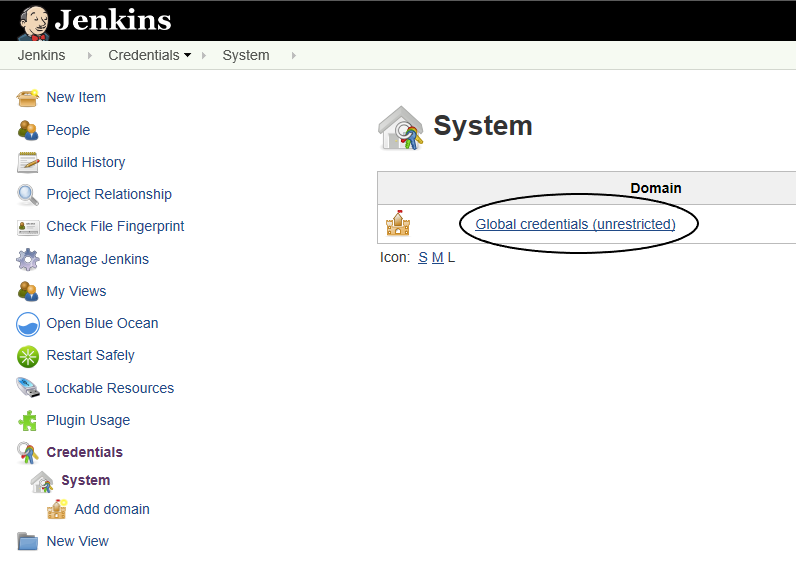 Jenkins
Jenkins Credentials System
New Item
People
Build History
Project Relationship
Check File Fingerprint
Manage Jenkins
My Views
Open Blue Ocean
Restart Safely
Lockable Resources
Plugin Usage
Credentials
System
Add domain
New View
System
Domain
Global credentials (unrestricted)
Icon: S M L